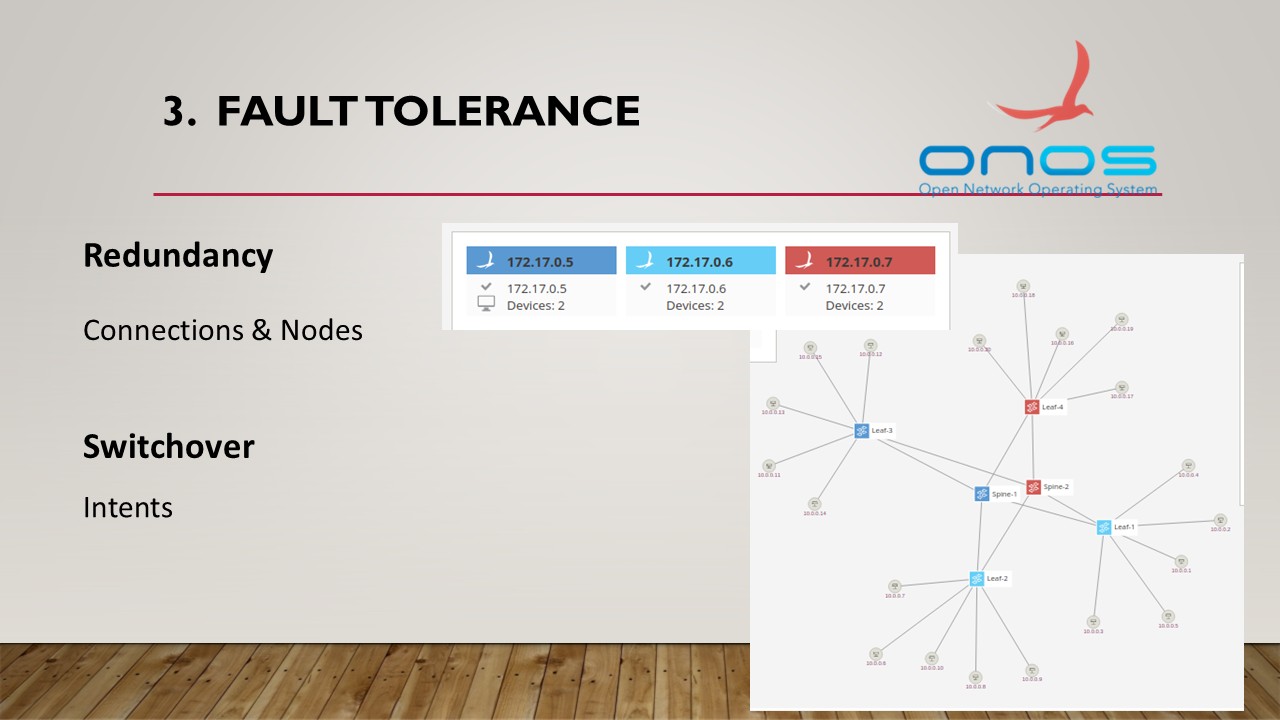 3. FAULT TOLERANCE
onos
Open Network Operating System
Redundancy
Connections & Nodes
Switchover
Intents
172.17.0.5
172.17.0.5
Devices: 2
172.17.0.6
172.17.0.6
Devices: 2
172.17.0.7
172.17.0.7
Devices: 2
10.0.0.18
10.0.0.19
10.0.0.16
10.0.0.20
10.0.0.17
Leaf-4
10.0.0.15
10.0.0.12
10.0.0.13
Leaf-3
10.0.0.11
10.0.0.14
Spine-1
Spine-2
10.0.0.4
Leaf-1
10.0.0.2
10.0.0.1
10.0.0.3
10.0.0.5
Leaf-2
10.0.0.7
10.0.0.6
10.0.0.10
10.0.0.8
10.0.0.9